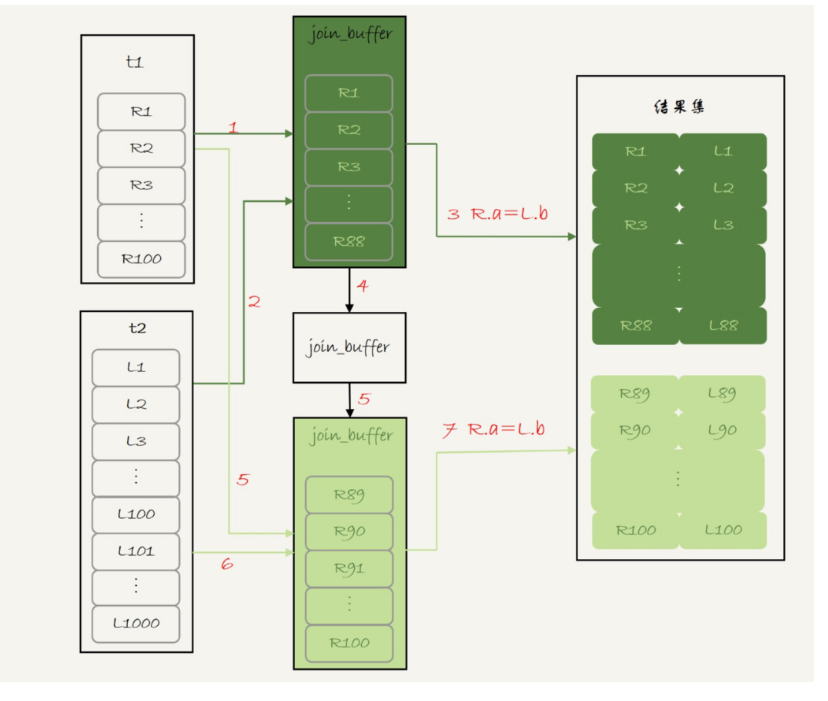 t1
R1
R2
R3
⋮
R100
t2
L1
L2
L3
⋮
L100
L101
⋮
L1000
1
2
join_buffer
R1
R2
R3
⋮
R88
4
join_buffer
5
join_buffer
R89
R90
R91
⋮
R100
5
6
3 R.a=L.b
7 R.a=L.b
结果集
R1 L1
R2 L2
R3 L3
⋮
R88 L88
R89 L89
R90 L90
⋮
R100 L100